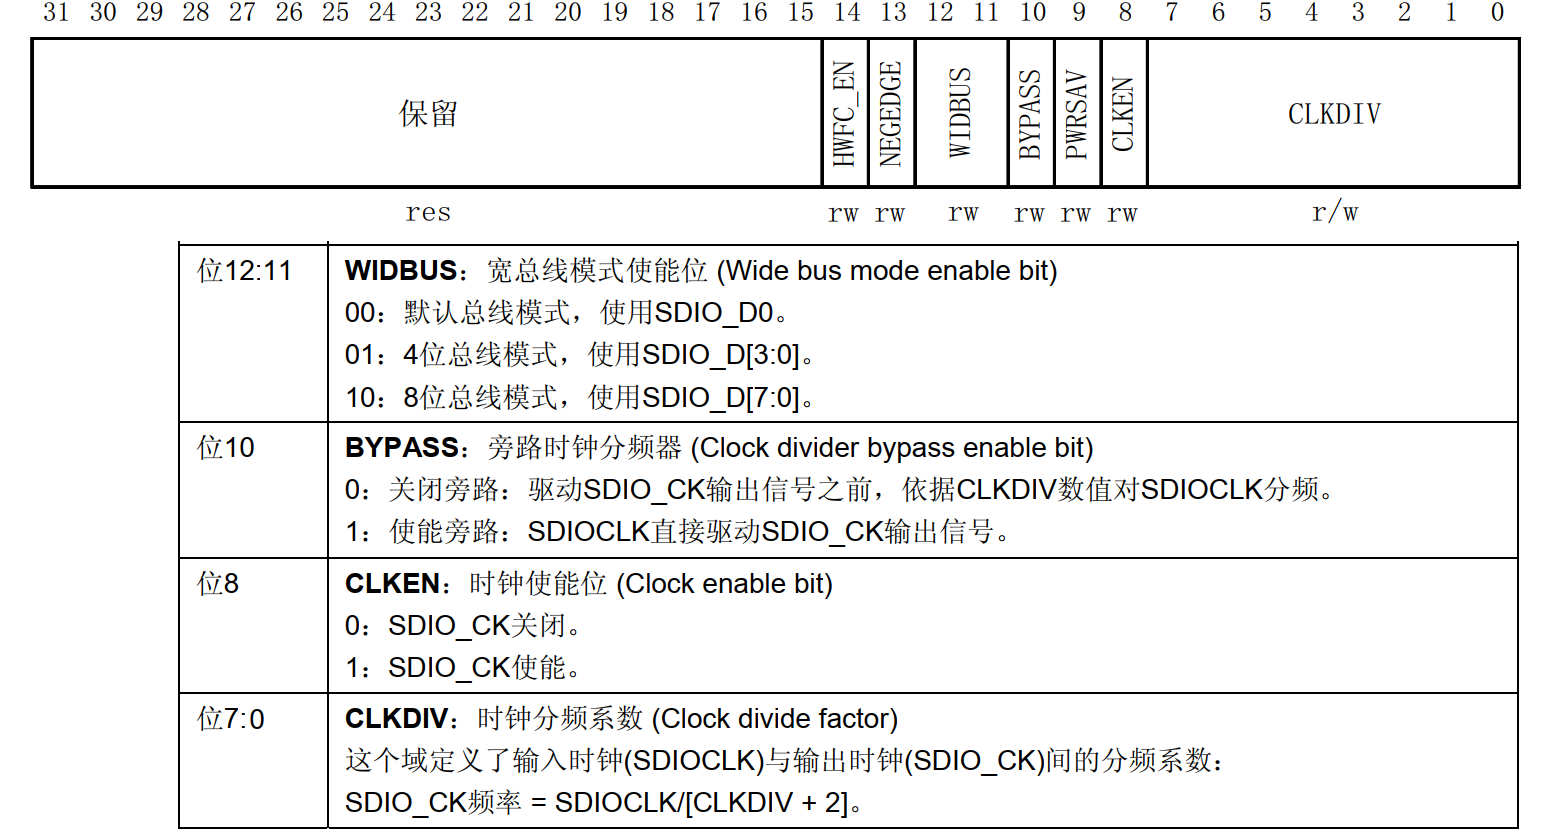 31 30 29 28 27 26 25 24 23 22 21 20 19 18 17 16 15 14 13 12 11 10 9 8 7 6 5 4 3 2 1 0
保留 HWFC_EN NEGEDGE WIDBUS BYPASS PWRSAV CLKEN CLKDIV
res rw rw rw rw rw rw r/w
位12:11 WIDBUS：宽总线模式使能位 (Wide bus mode enable bit)
00：默认总线模式，使用SDIO_D0。
01：4位总线模式，使用SDIO_D[3:0]。
10：8位总线模式，使用SDIO_D[7:0]。
位10 BYPASS：旁路时钟分频器 (Clock divider bypass enable bit)
0：关闭旁路：驱动SDIO_CK输出信号之前，依据CLKDIV数值对SDIOCLK分频。
1：使能旁路：SDIOCLK直接驱动SDIO_CK输出信号。
位8 CLKEN：时钟使能位 (Clock enable bit)
0：SDIO_CK关闭。
1：SDIO_CK使能。
位7:0 CLKDIV：时钟分频系数 (Clock divide factor)
这个域定义了输入时钟(SDIOCLK)与输出时钟(SDIO_CK)间的分频系数：
SDIO_CK频率 = SDIOCLK/[CLKDIV + 2]。